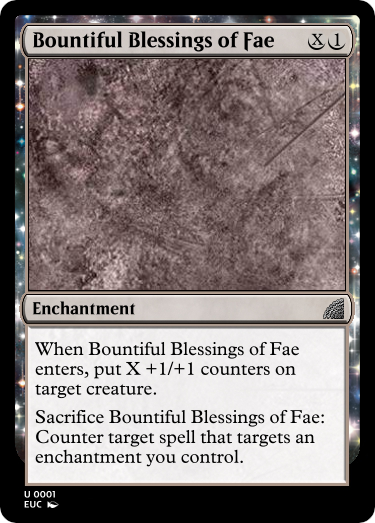 Bountiful Blessings of Fae X 1
Enchantment
When Bountiful Blessings of Fae
enters, put X +1/+1 counters on
target creature.
Sacrifice Bountiful Blessings of Fae:
Counter target spell that targets an
enchantment you control.
U 0001
EUC